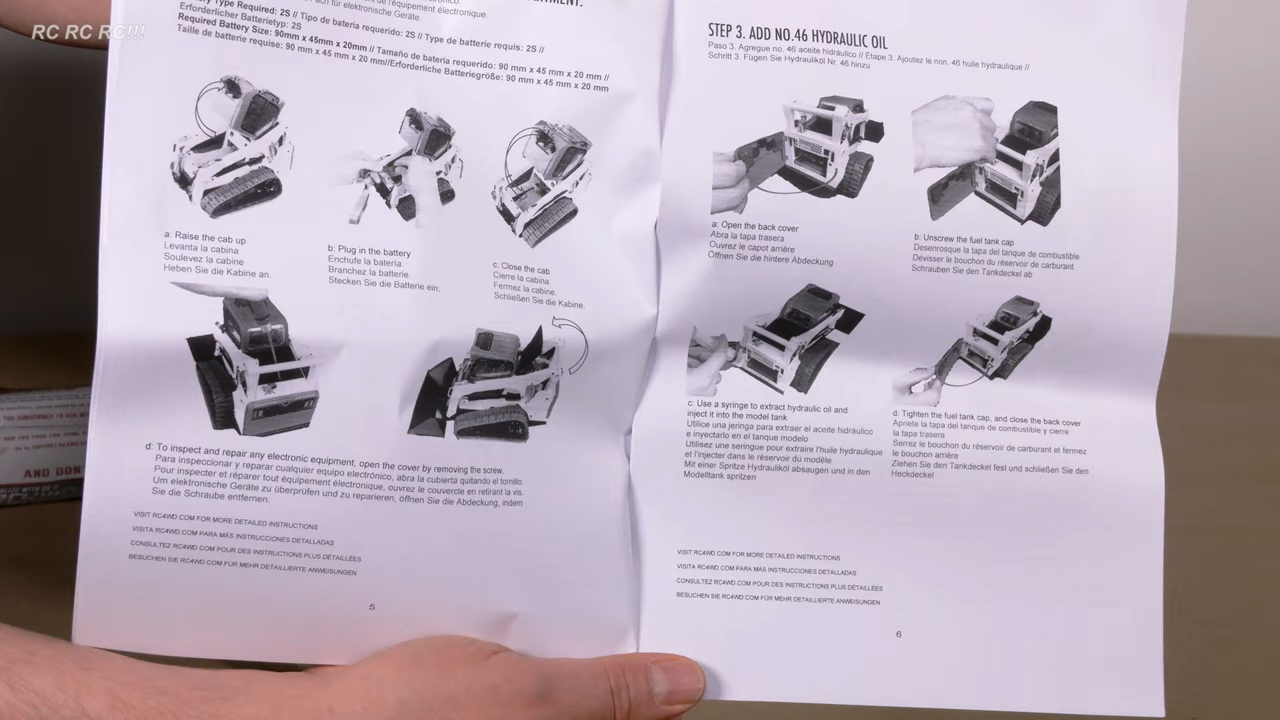 RC RC RC!!!
Type Required: 2S // Tipo de batería requerido: 2S // Type de batterie requis: 2S //
Erforderlicher Batterietyp: 2S
Required Battery Size: 90mm x 45mm x 20mm // Tamaño de batería requerido: 90 mm x 45 mm x 20 mm //
Taille de batterie requise: 90 mm x 45 mm x 20 mm//Erforderliche Batteriegröße: 90 mm x 45 mm x 20 mm
a: Raise the cab up
Levanta la cabina
Soulevez la cabine
Heben Sie die Kabine an.
b: Plug in the battery
Enchufe la batería.
Branchez la batterie.
Stecken Sie die Batterie ein.
c: Close the cab
Cierre la cabina.
Fermez la cabine.
Schließen Sie die Kabine.
d: To inspect and repair any electronic equipment, open the cover by removing the screw.
Para inspeccionar y reparar cualquier equipo electrónico, abra la cubierta quitando el tornillo.
Pour inspecter et réparer tout équipement électronique, ouvrez le couvercle en retirant la vis.
Um elektronische Geräte zu überprüfen und zu reparieren, öffnen Sie die Abdeckung, indem
Sie die Schraube entfernen.
VISIT RC4WD.COM FOR MORE DETAILED INSTRUCTIONS
VISITA RC4WD.COM PARA MÁS INSTRUCCIONES DETALLADAS
CONSULTEZ RC4WD.COM POUR DES INSTRUCTIONS PLUS DÉTAILLÉES
BESUCHEN SIE RC4WD.COM FÜR MEHR DETAILLIERTE ANWEISUNGEN
5
STEP 3. ADD NO.46 HYDRAULIC OIL
Paso 3. Agregue no. 46 aceite hidráulico // Étape 3. Ajoutez le non. 46 huile hydraulique //
Schritt 3. Fügen Sie Hydrauliköl Nr. 46 hinzu
a: Open the back cover
Abra la tapa trasera
Ouvrez le capot arrière
Öffnen Sie die hintere Abdeckung
b: Unscrew the fuel tank cap
Desenrosque la tapa del tanque de combustible
Dévisser le bouchon du réservoir de carburant
Schrauben Sie den Tankdeckel ab
c: Use a syringe to extract hydraulic oil and
inject it into the model tank
Utilice una jeringa para extraer el aceite hidráulico
e inyectarlo en el tanque modelo
Utilisez une seringue pour extraire l'huile hydraulique
et l'injecter dans le réservoir du modèle
Mit einer Spritze Hydrauliköl absaugen und in den
Modelltank spritzen
d: Tighten the fuel tank cap, and close the back cover
Apriete la tapa del tanque de combustible y cierre
la tapa trasera
Serrez le bouchon du réservoir de carburant et fermez
le bouchon arrière
Ziehen Sie den Tankdeckel fest und schließen Sie den
Heckdeckel
VISIT RC4WD.COM FOR MORE DETAILED INSTRUCTIONS
VISITA RC4WD.COM PARA MÁS INSTRUCCIONES DETALLADAS
CONSULTEZ RC4WD.COM POUR DES INSTRUCTIONS PLUS DÉTAILLÉES
BESUCHEN SIE RC4WD.COM FÜR MEHR DETAILLIERTE ANWEISUNGEN
6
AND DON